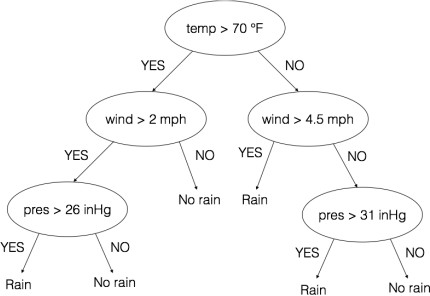 temp > 70 ºF
YES
NO
wind > 2 mph
wind > 4.5 mph
YES
NO
YES
NO
No rain
Rain
pres > 26 inHg
pres > 31 inHg
YES
NO
YES
NO
Rain
No rain
Rain
No rain